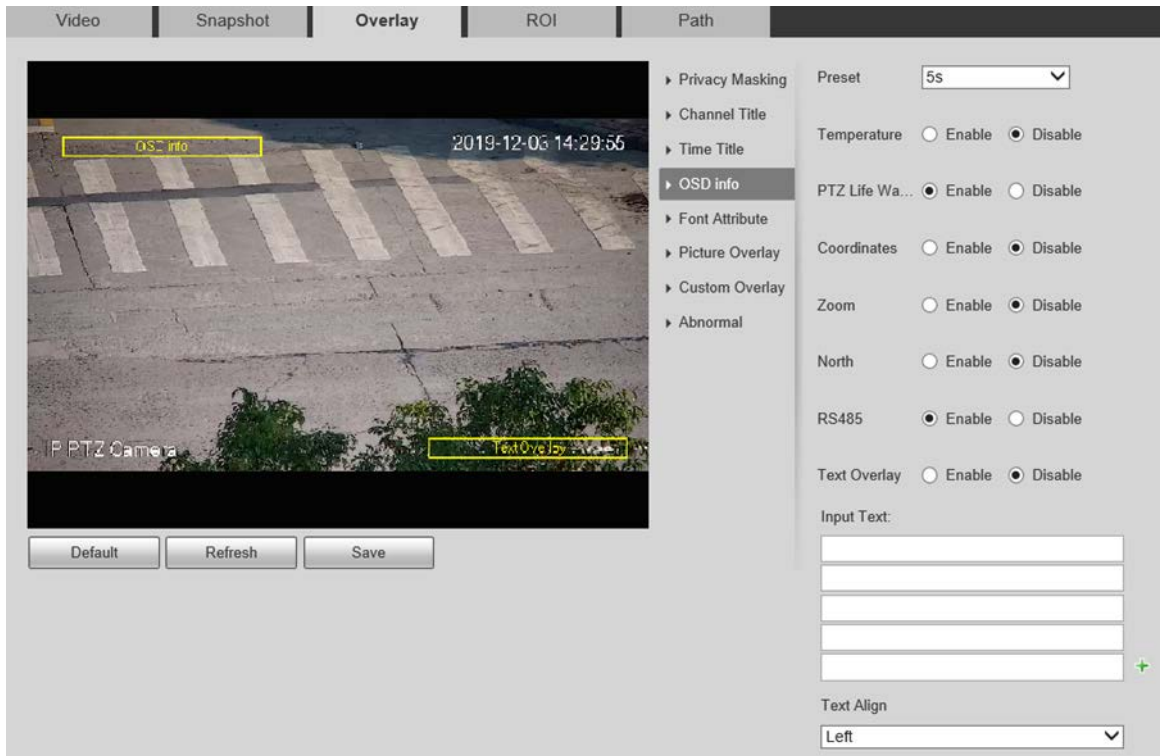 Video Snapshot Overlay ROI Path
OSD info
2019-12-03 14:29:55
IP PTZ Camera
Text Overlay
Default Refresh Save
Privacy Masking
Channel Title
Time Title
OSD info
Font Attribute
Picture Overlay
Custom Overlay
Abnormal
Preset 5s
Temperature Enable Disable
PTZ Life Wa... Enable Disable
Coordinates Enable Disable
Zoom Enable Disable
North Enable Disable
RS485 Enable Disable
Text Overlay Enable Disable
Input Text:
Text Align
Left